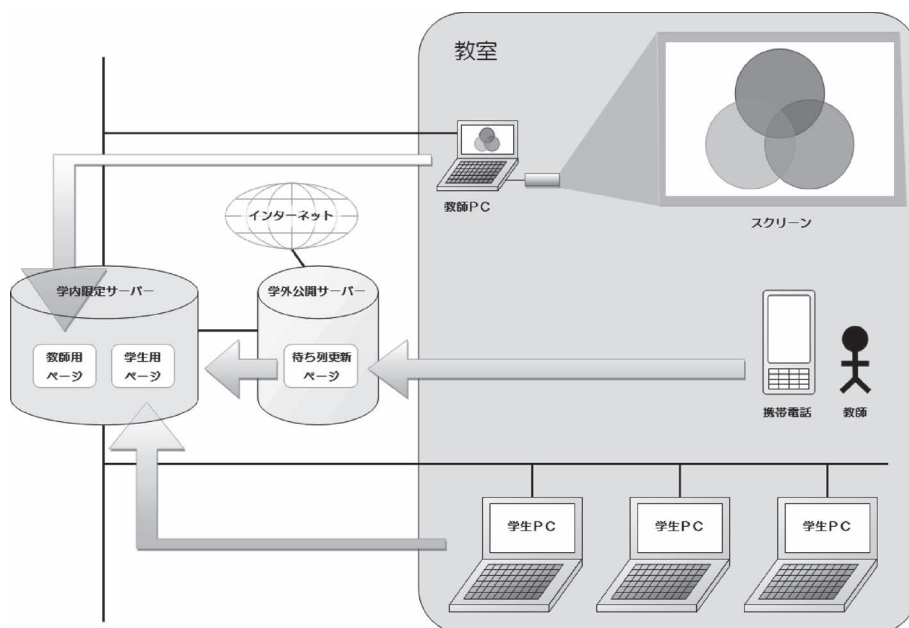 教室
教師PC
スクリーン
インターネット
学内限定サーバー
学外公開サーバー
教師用
ページ
学生用
ページ
待ち列更新
ページ
携帯電話
教師
学生PC
学生PC
学生PC